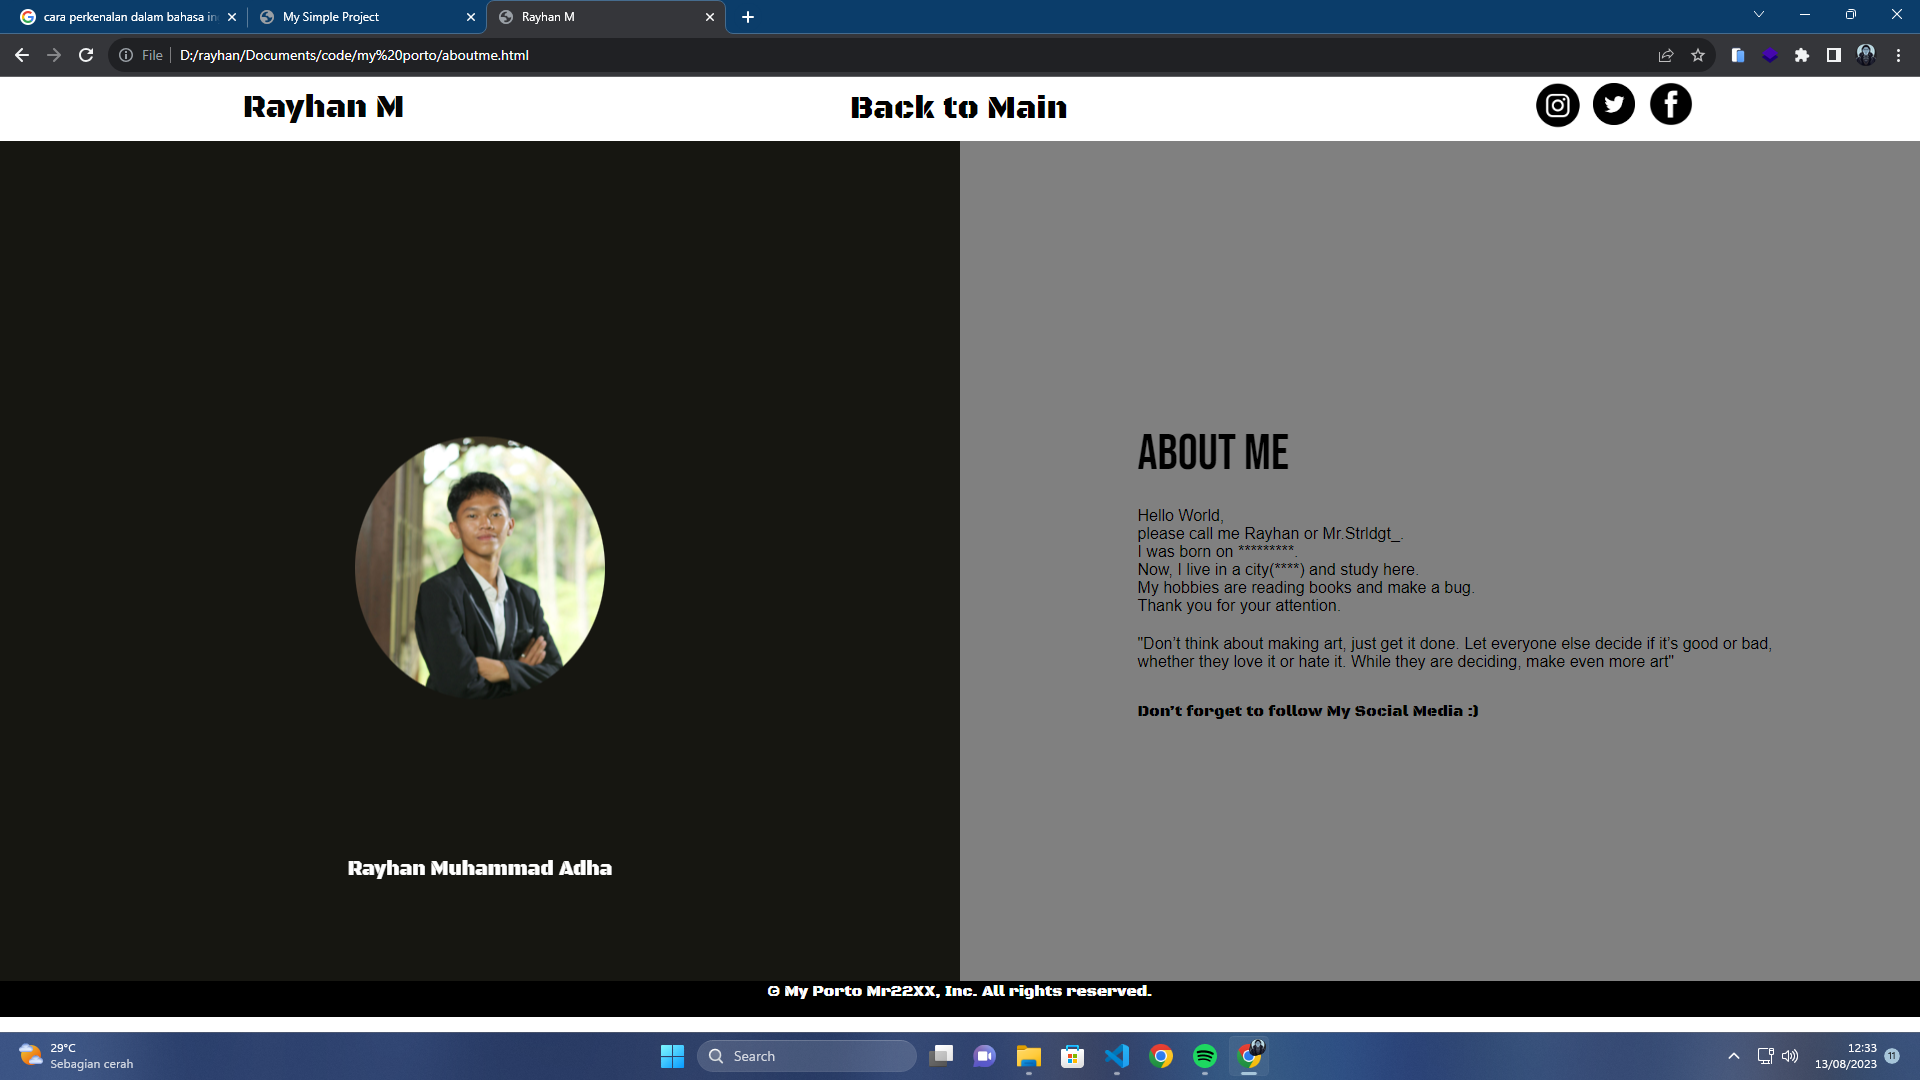 cara perkenalan dalam bahasa in
My Simple Project
Rayhan M
File
D:/rayhan/Documents/code/my%20porto/aboutme.html
Rayhan M
Back to Main
ABOUT ME
Hello World,
please call me Rayhan or Mr.Strldgt_.
I was born on *********.
Now, I live in a city(****) and study here.
My hobbies are reading books and make a bug.
Thank you for your attention.
"Don’t think about making art, just get it done. Let everyone else decide if it’s good or bad,
whether they love it or hate it. While they are deciding, make even more art"
Don't forget to follow My Social Media :)
Rayhan Muhammad Adha
© My Porto Mr22XX, Inc. All rights reserved.
29°C
Sebagian cerah
Search
12:33
13/08/2023
11